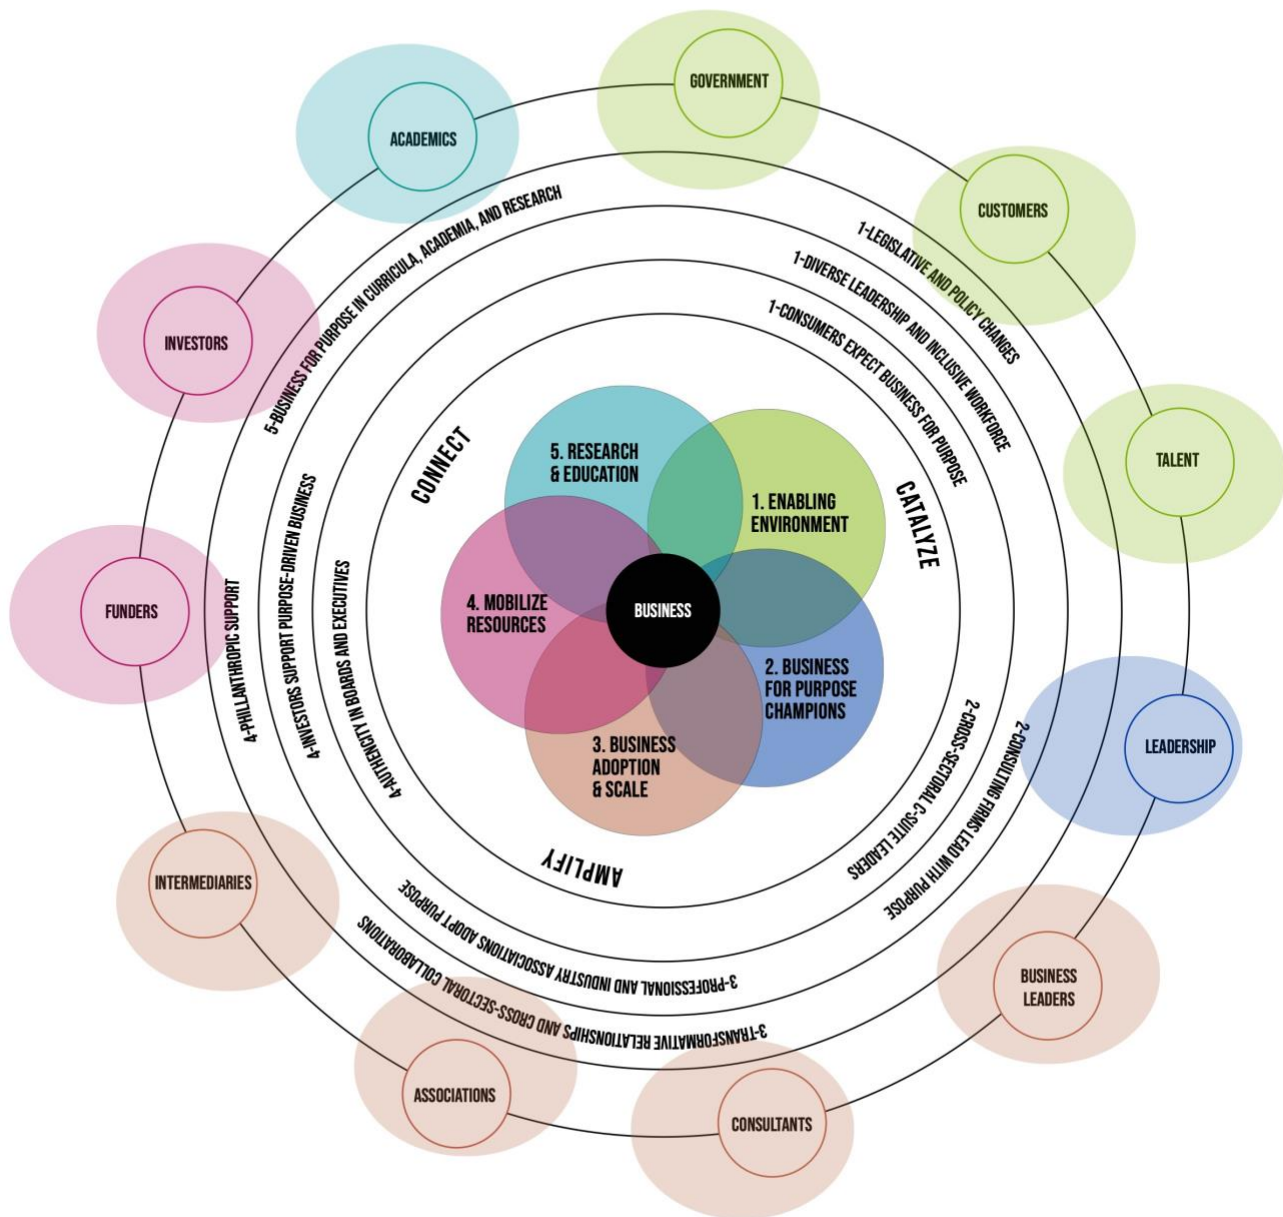 GOVERNMENT
ACADEMICS
CUSTOMERS
INVESTORS
TALENT
FUNDERS
LEADERSHIP
INTERMEDIARIES
BUSINESS
LEADERS
ASSOCIATIONS
CONSULTANTS
5-BUSINESS FOR PURPOSE IN CURRICULA, ACADEMIA, AND RESEARCH
1-LEGISLATIVE AND POLICY CHANGES
1-DIVERSE LEADERSHIP AND INCLUSIVE WORKFORCE
1-CONSUMERS EXPECT BUSINESS FOR PURPOSE
4-PHILLANTHROPIC SUPPORT
4-INVESTORS SUPPORT PURPOSE-DRIVEN BUSINESS
4-AUTHENCITY IN BOARDS AND EXECUTIVES
2-CONSULTING FIRMS LEAD WITH PURPOSE
2-CROSS-SECTORAL C-SUITE LEADERS
3-PROFESSIONAL AND INDUSTRY ASSOCIATIONS ADOPT PURPOSE
3-TRANSFORMATIVE RELATIONSHIPS AND CROSS-SECTORAL COLLABORATIONS
CONNECT
CATALYZE
AMPLIFY
5. RESEARCH
& EDUCATION
1. ENABLING
ENVIRONMENT
4. MOBILIZE
RESOURCES
BUSINESS
2. BUSINESS
FOR PURPOSE
CHAMPIONS
3. BUSINESS
ADOPTION
& SCALE